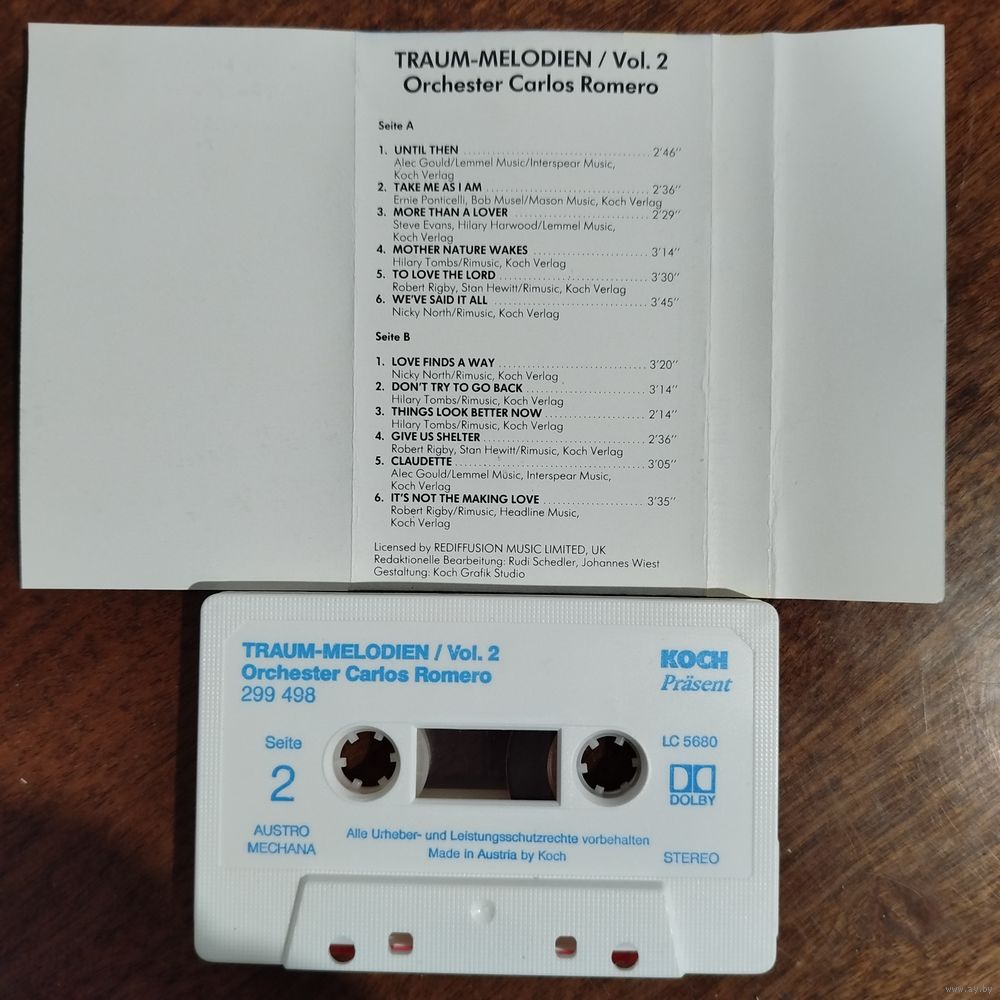 TRAUM-MELODIEN / Vol. 2
Orchester Carlos Romero
Seite A
1. UNTIL THEN ................................ 2'46"
Alec Gould/Lemmel Music/Interspear Music,
Koch Verlag
2. TAKE ME AS I AM ............................ 2'36"
Ernie Ponticelli, Bob Musel/Mason Music, Koch Verlag
3. MORE THAN A LOVER ....................... 2'29"
Steve Evans, Hilary Harwood/Lemmel Music,
Koch Verlag
4. MOTHER NATURE WAKES .................... 3'14"
Hilary Tombs/Rimusic, Koch Verlag
5. TO LOVE THE LORD .......................... 3'30"
Robert Rigby, Stan Hewitt/Rimusic, Koch Verlag
6. WE'VE SAID IT ALL ........................... 3'45"
Nicky North/Rimusic, Koch Verlag
Seite B
1. LOVE FINDS A WAY .......................... 3'20"
Nicky North/Rimusic, Koch Verlag
2. DON'T TRY TO GO BACK ..................... 3'14"
Hilary Tombs/Rimusic, Koch Verlag
3. THINGS LOOK BETTER NOW .................. 2'14"
Hilary Tombs/Rimusic, Koch Verlag
4. GIVE US SHELTER ............................. 2'36"
Robert Rigby, Stan Hewitt/Rimusic, Koch Verlag
5. CLAUDETTE ................................. 3'05"
Alec Gould/Lemmel Music, Interspear Music,
Koch Verlag
6. IT'S NOT THE MAKING LOVE .................. 3'35"
Robert Rigby/Rimusic, Headline Music,
Koch Verlag
Licensed by REDIFFUSION MUSIC LIMITED, UK
Redaktionelle Bearbeitung: Rudi Schedler, Johannes Wiest
Gestaltung: Koch Grafik Studio
TRAUM-MELODIEN / Vol. 2
Orchester Carlos Romero
299 498
KOCH
Präsent
Seite
2
LC 5680
DOLBY
AUSTRO
MECHANA
Alle Urheber- und Leistungsschutzrechte vorbehalten
Made in Austria by Koch
STEREO
www.ay.by